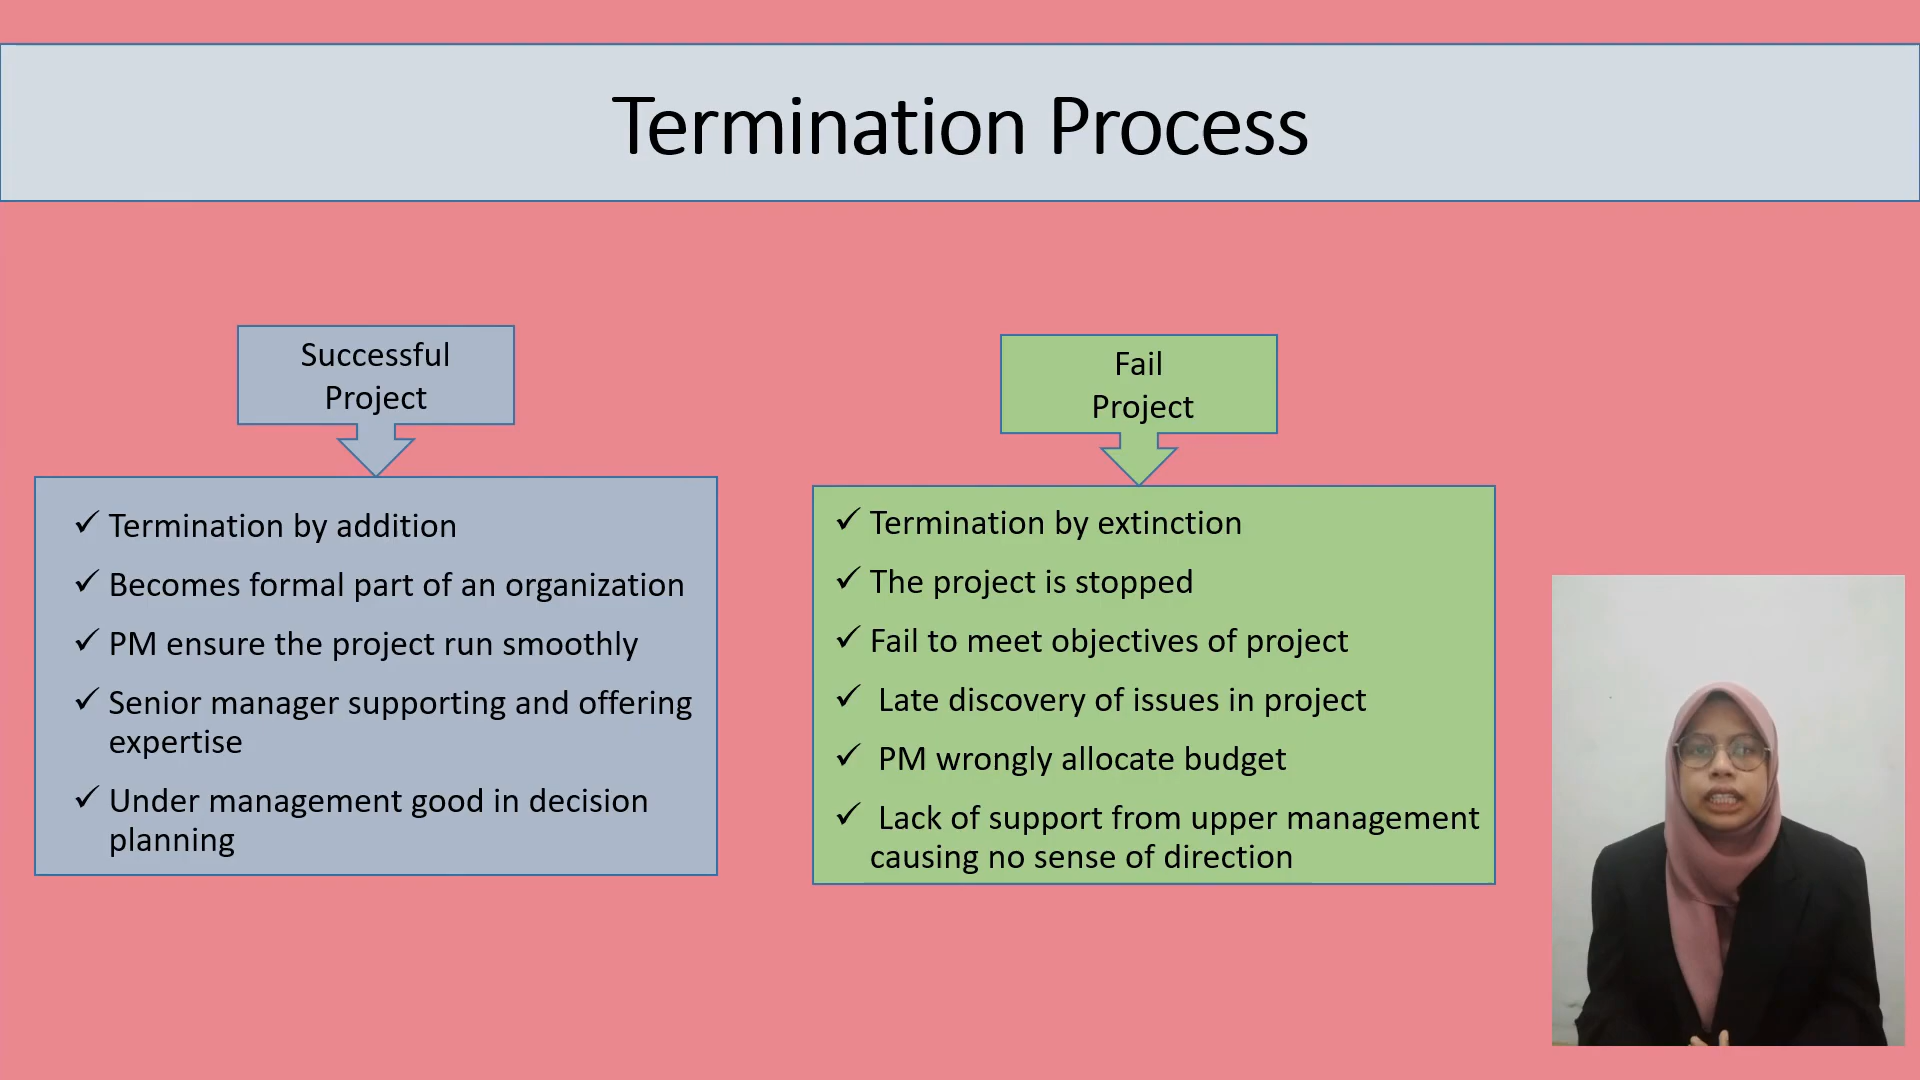 Termination Process
Successful
Project
✓ Termination by addition
✓ Becomes formal part of an organization
✓ PM ensure the project run smoothly
✓ Senior manager supporting and offering
expertise
✓ Under management good in decision
planning
Fail
Project
✓ Termination by extinction
✓ The project is stopped
✓ Fail to meet objectives of project
✓ Late discovery of issues in project
✓ PM wrongly allocate budget
✓ Lack of support from upper management
causing no sense of direction